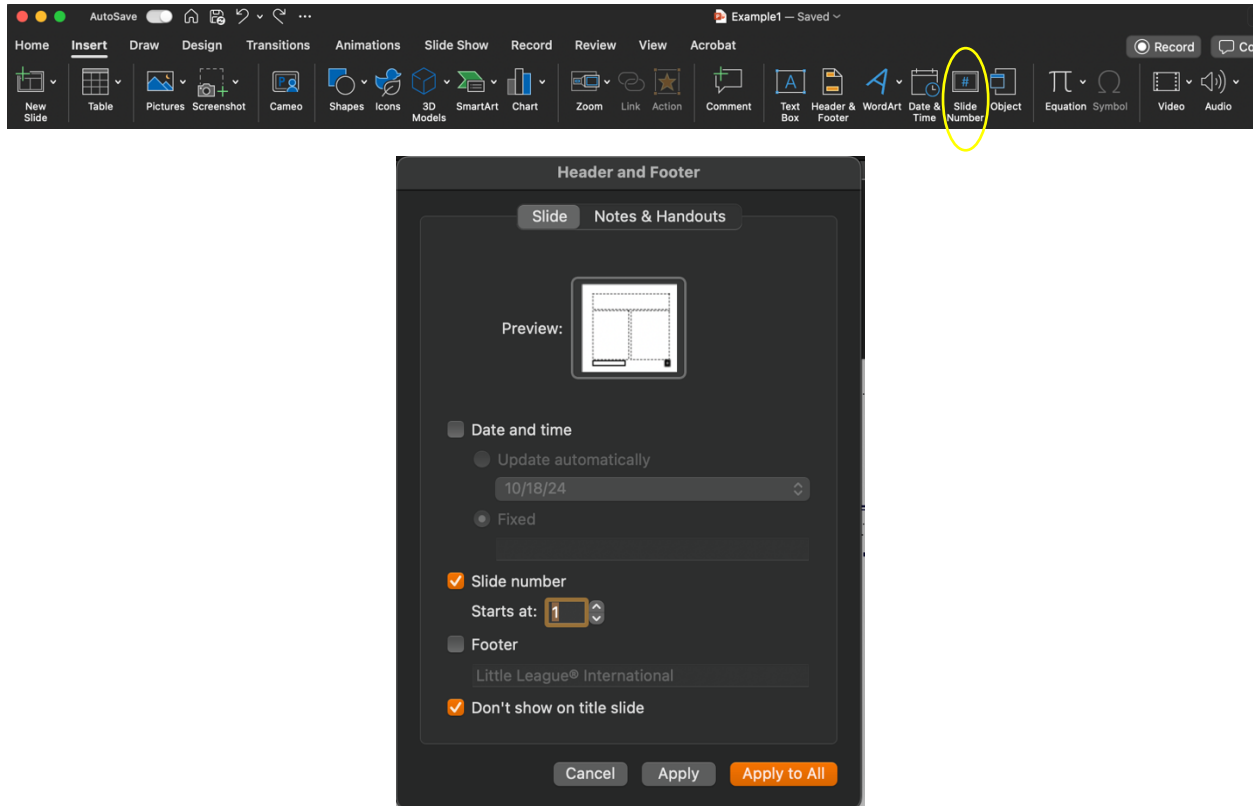 AutoSave ... Example1 — Saved
Home Insert Draw Design Transitions Animations Slide Show Record Review View Acrobat Record Co
New Slide
Table
Pictures
Screenshot
Cameo
Shapes
Icons
3D Models
SmartArt
Chart
Zoom
Link
Action
Comment
Text Box
Header & Footer
WordArt
Date & Time
Slide Number
Object
Equation
Symbol
Video
Audio
Header and Footer
Slide Notes & Handouts
Preview:
Date and time
Update automatically
10/18/24
Fixed
Slide number
Starts at: 1
Footer
Little League® International
Don't show on title slide
Cancel Apply Apply to All